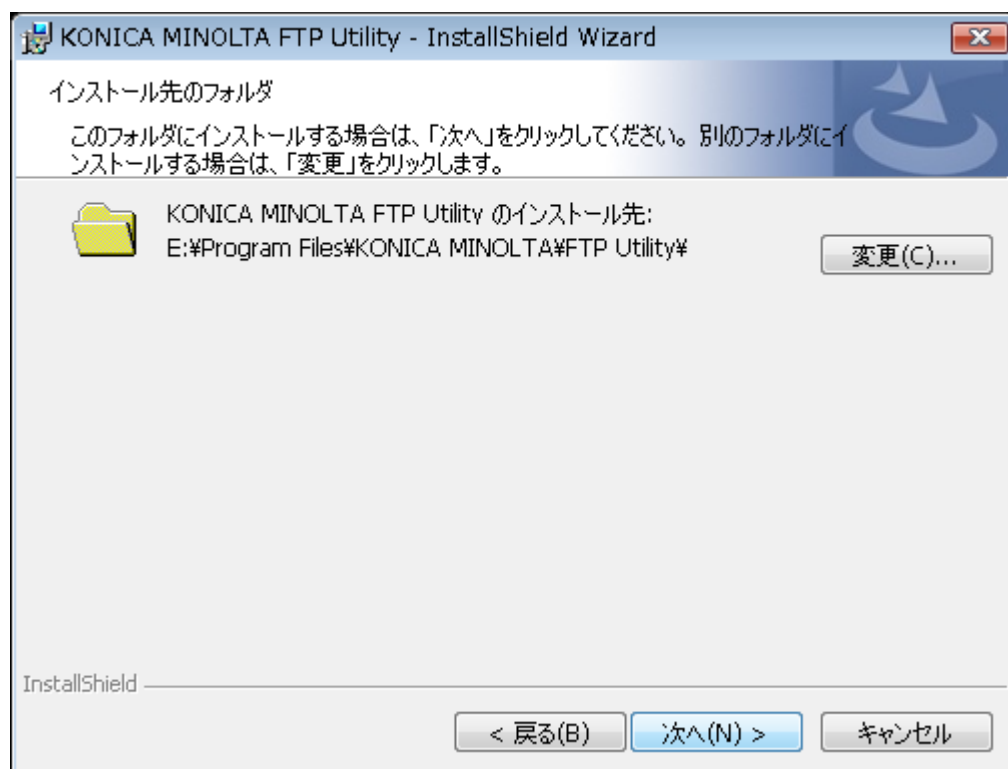 KONICA MINOLTA FTP Utility - InstallShield Wizard
インストール先のフォルダ
このフォルダにインストールする場合は、「次へ」をクリックしてください。別のフォルダにイ
ンストールする場合は、「変更」をクリックします。
KONICA MINOLTA FTP Utility のインストール先:
E:¥Program Files¥KONICA MINOLTA¥FTP Utility¥
変更(C)...
InstallShield
< 戻る(B)
次へ(N) >
キャンセル